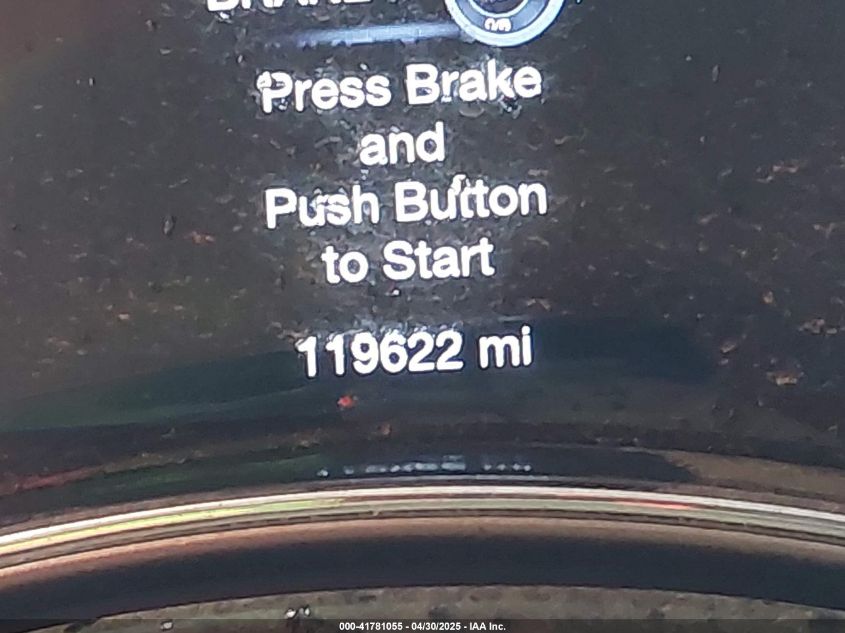 Press Brake
and
Push Button
to Start
119622 mi
000-41781055 - 04/30/2025 - IAA Inc.